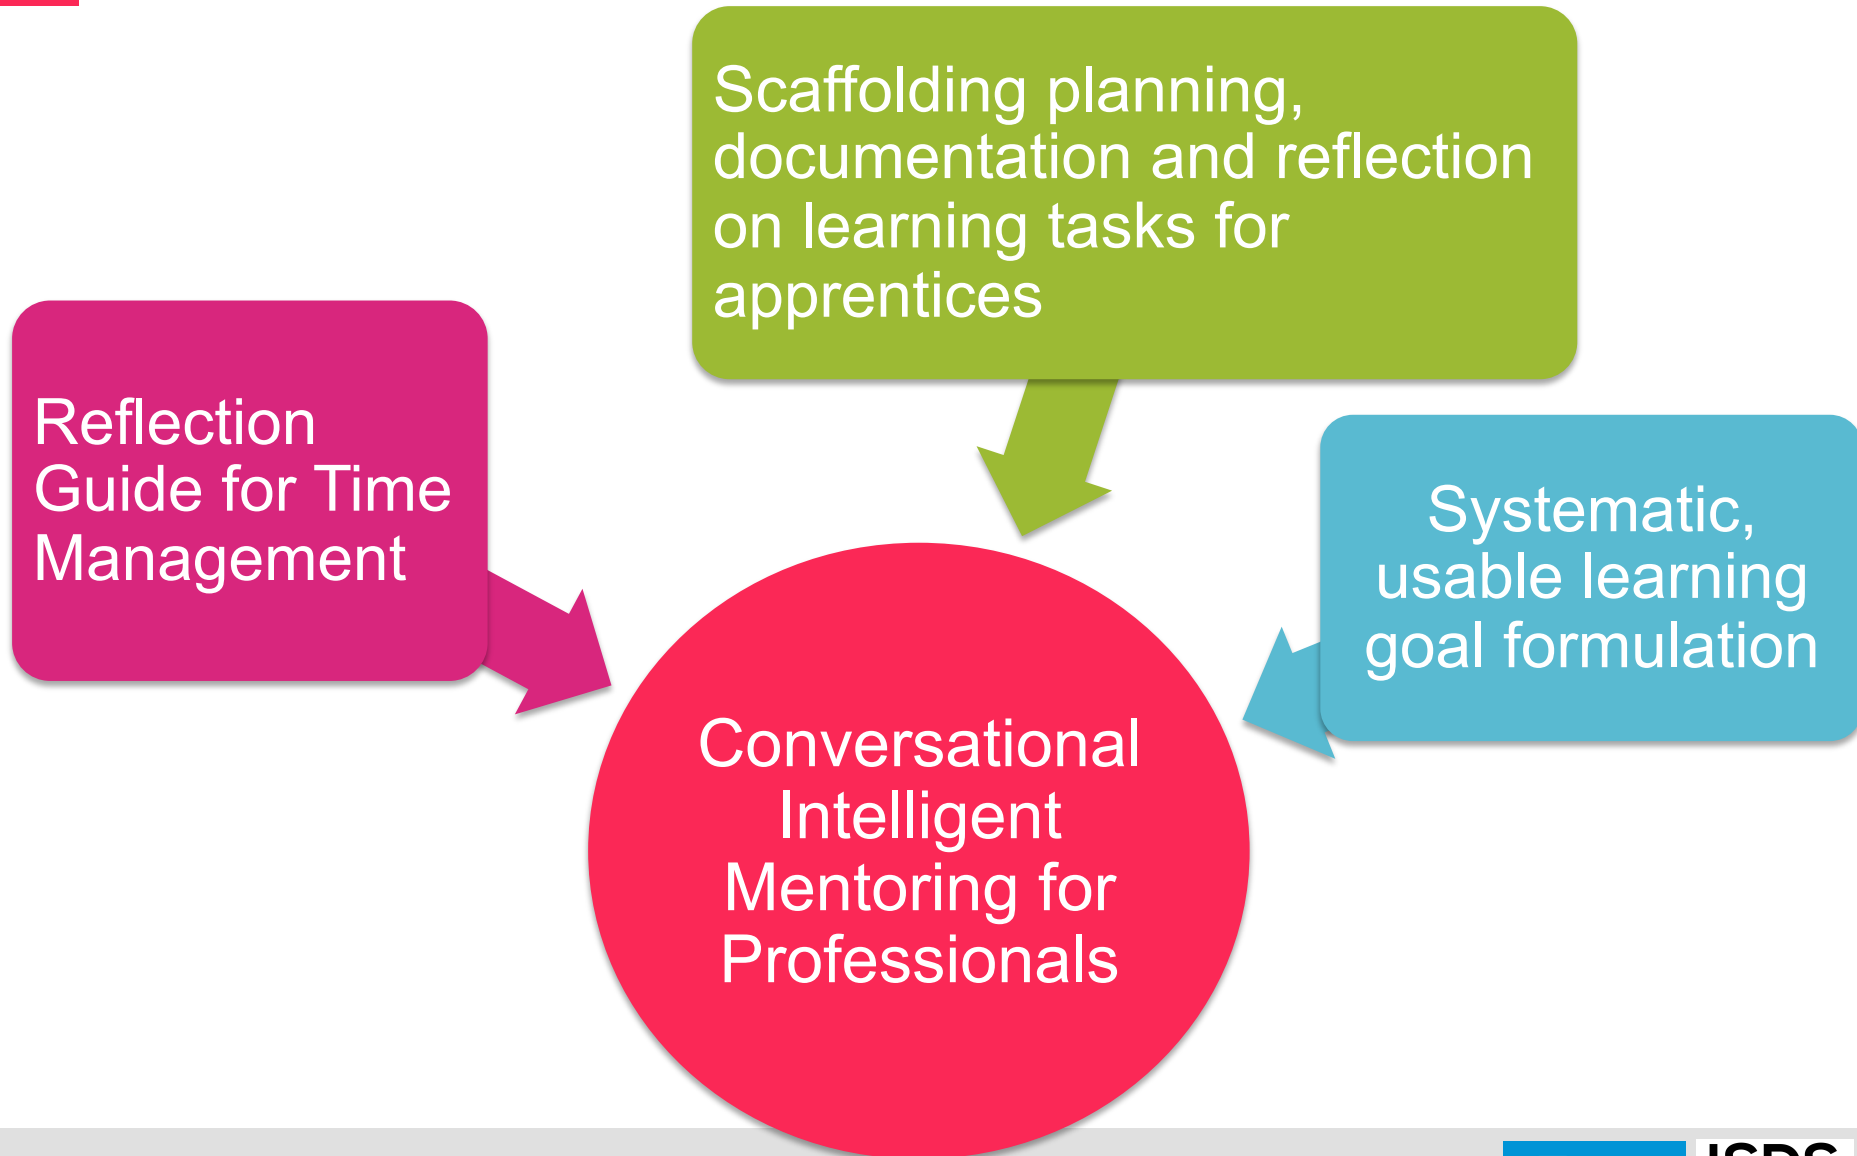 Scaffolding planning,
documentation and reflection
on learning tasks for
apprentices
Reflection
Guide for Time
Management
Systematic,
usable learning
goal formulation
Conversational
Intelligent
Mentoring for
Professionals
ISDS